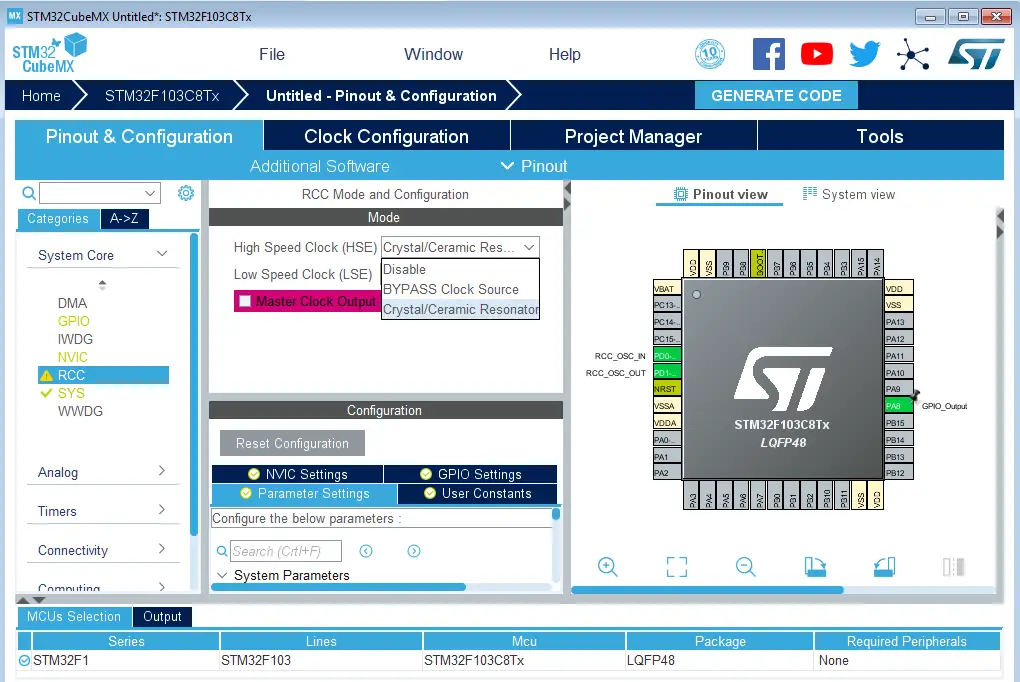 MX STM32CubeMX Untitled*: STM32F103C8Tx
STM32
CubeMX
File Window Help
10
ST
Home STM32F103C8Tx Untitled - Pinout & Configuration GENERATE CODE
Pinout & Configuration Clock Configuration Project Manager Tools
Additional Software Pinout
Categories A->Z
System Core
DMA
GPIO
IWDG
NVIC
RCC
SYS
WWDG
Analog
Timers
Connectivity
Computing
RCC Mode and Configuration
Mode
High Speed Clock (HSE) Crystal/Ceramic Res...
Low Speed Clock (LSE)
Disable
BYPASS Clock Source
Crystal/Ceramic Resonator
Master Clock Output
Configuration
Reset Configuration
NVIC Settings GPIO Settings
Parameter Settings User Constants
Configure the below parameters :
Search (Crtl+F)
System Parameters
Pinout view System view
VDD VSS PB9 PB8 BOOT.. PB7 PB6 PB5 PB4 PB3 PA15 PA14
VBAT VDD
PC13-.. VSS
PC14-.. PA13
PC15-.. PA12
RCC_OSC_IN PD0-.. PA11
RCC_OSC_OUT PD1-.. PA10
NRST PA9
VSSA PA8 GPIO_Output
VDDA PB15
PA0-.. PB14
PA1 PB13
PA2 PB12
ST
STM32F103C8Tx
LQFP48
PA3 PA4 PA5 PA6 PA7 PB0 PB1 PB2 PB10 PB11 VSS VDD
MCUs Selection Output
Series Lines Mcu Package Required Peripherals
STM32F1 STM32F103 STM32F103C8Tx LQFP48 None